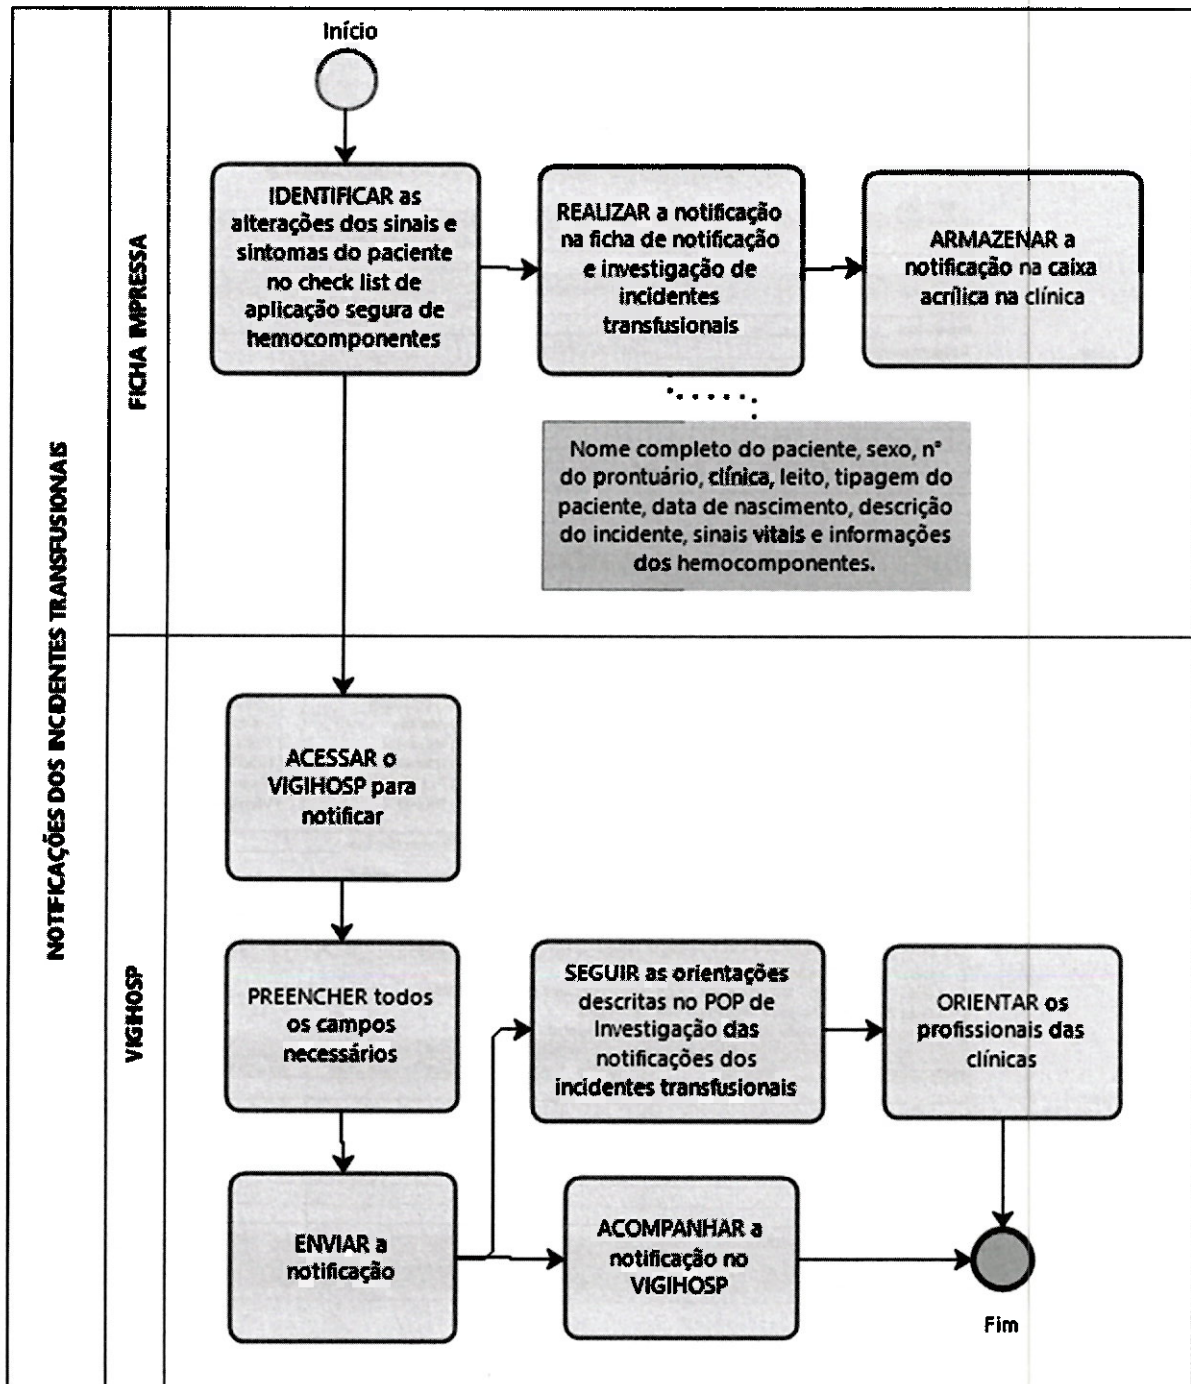 NOTIFICAÇÕES DOS INCIDENTES TRANSFUSIONAIS
FICHA IMPRESSA
Início
IDENTIFICAR as
alterações dos sinais e
sintomas do paciente
no check list de
aplicação segura de
hemocomponentes
REALIZAR a notificação
na ficha de notificação
e investigação de
incidentes
transfusionais
ARMAZENAR a
notificação na caixa
acrílica na clínica
Nome completo do paciente, sexo, n°
do prontuário, clínica, leito, tipagem do
paciente, data de nascimento, descrição
do incidente, sinais vitais e informações
dos hemocomponentes.
VIGIHOSP
ACESSAR o
VIGIHOSP para
notificar
PREENCHER todos
os campos
necessários
SEGUIR as orientações
descritas no POP de
Investigação das
notificações dos
incidentes transfusionais
ORIENTAR os
profissionais das
clínicas
ENVIAR a
notificação
ACOMPANHAR a
notificação no
VIGIHOSP
Fim